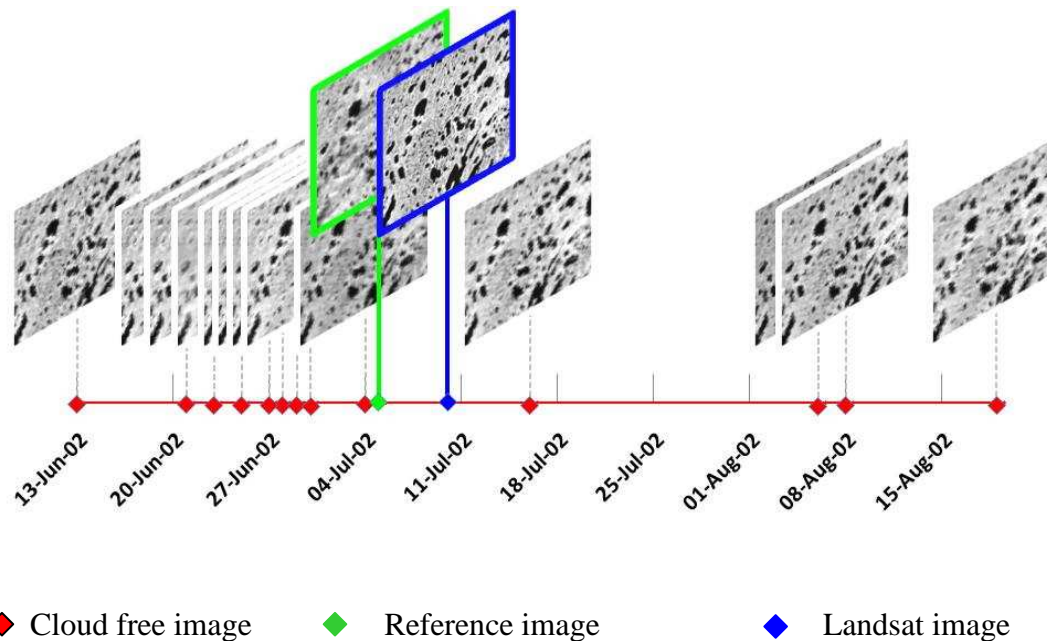 13-Jun-02
20-Jun-02
27-Jun-02
04-Jul-02
11-Jul-02
18-Jul-02
25-Jul-02
01-Aug-02
08-Aug-02
15-Aug-02
Cloud free image Reference image Landsat image